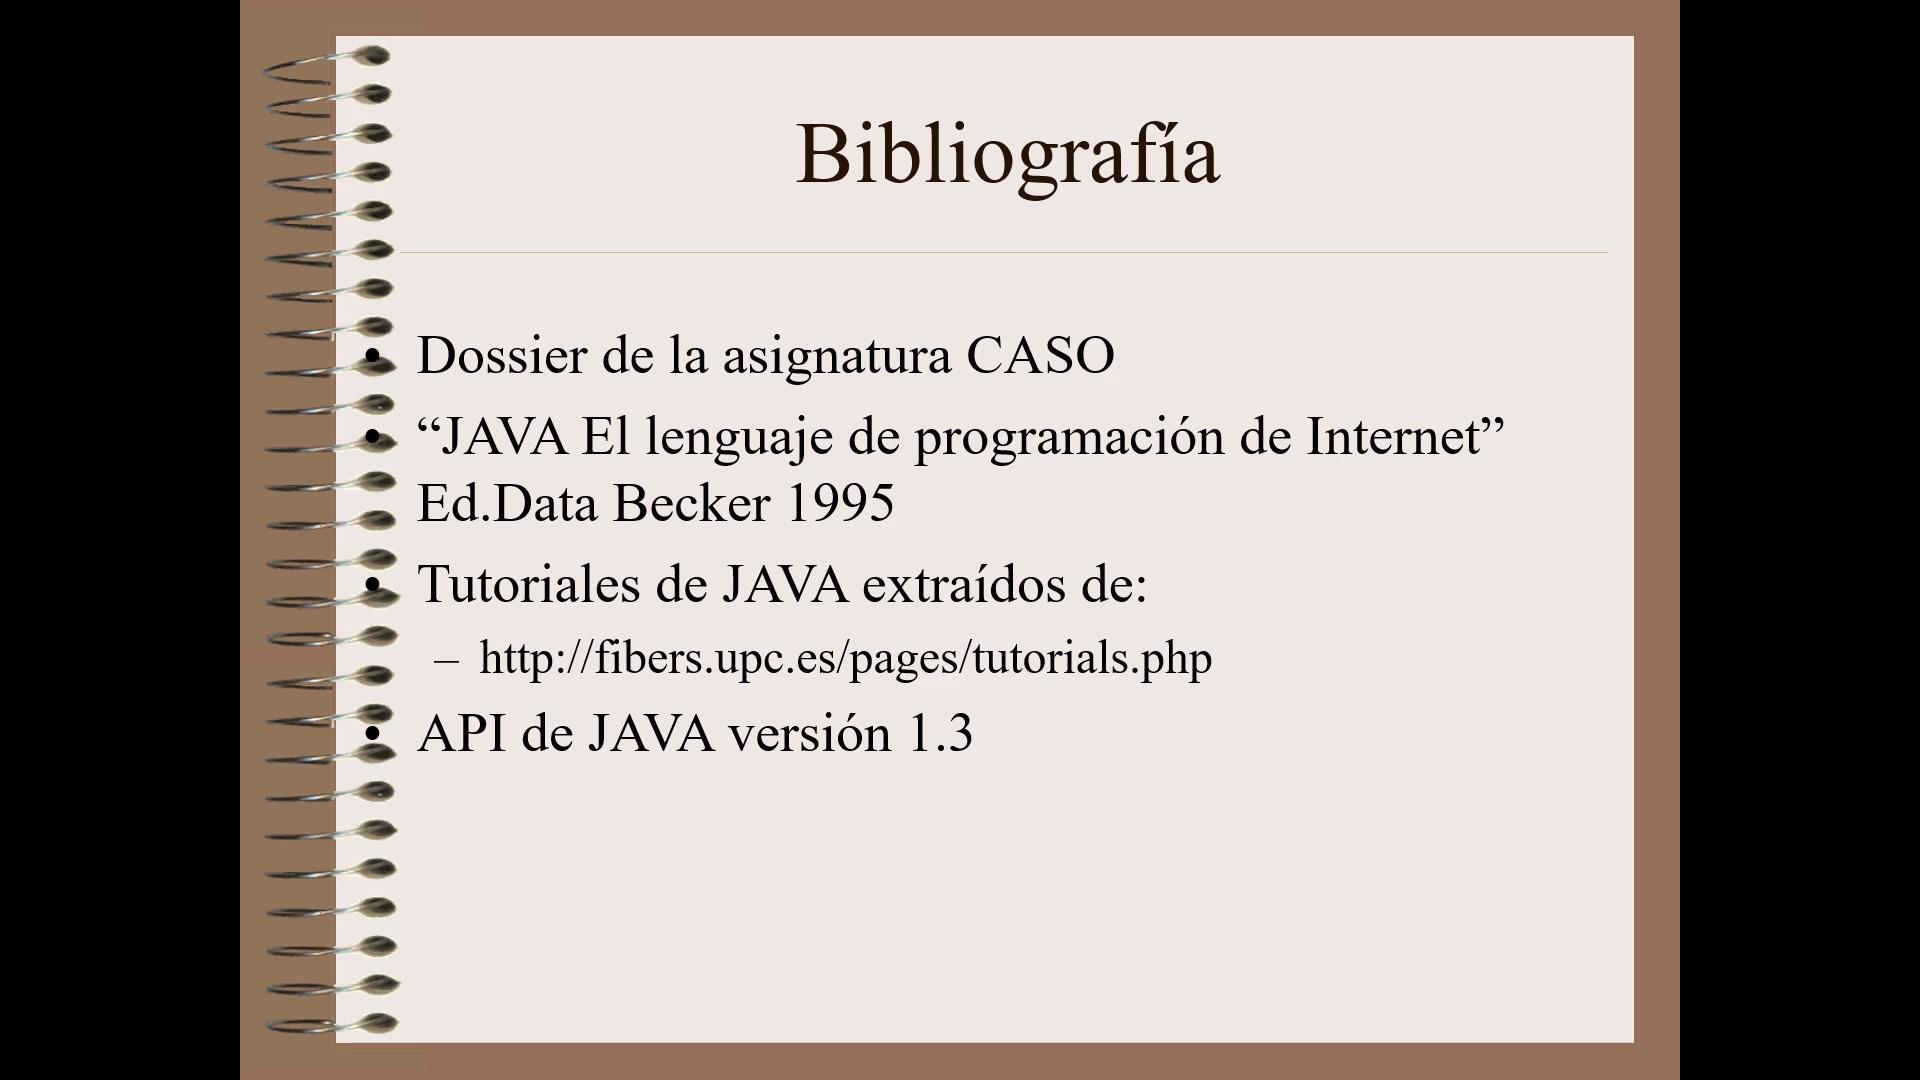 Bibliografía
• Dossier de la asignatura CASO
• “JAVA El lenguaje de programación de Internet”
Ed.Data Becker 1995
• Tutoriales de JAVA extraídos de:
– http://fibers.upc.es/pages/tutorials.php
• API de JAVA versión 1.3